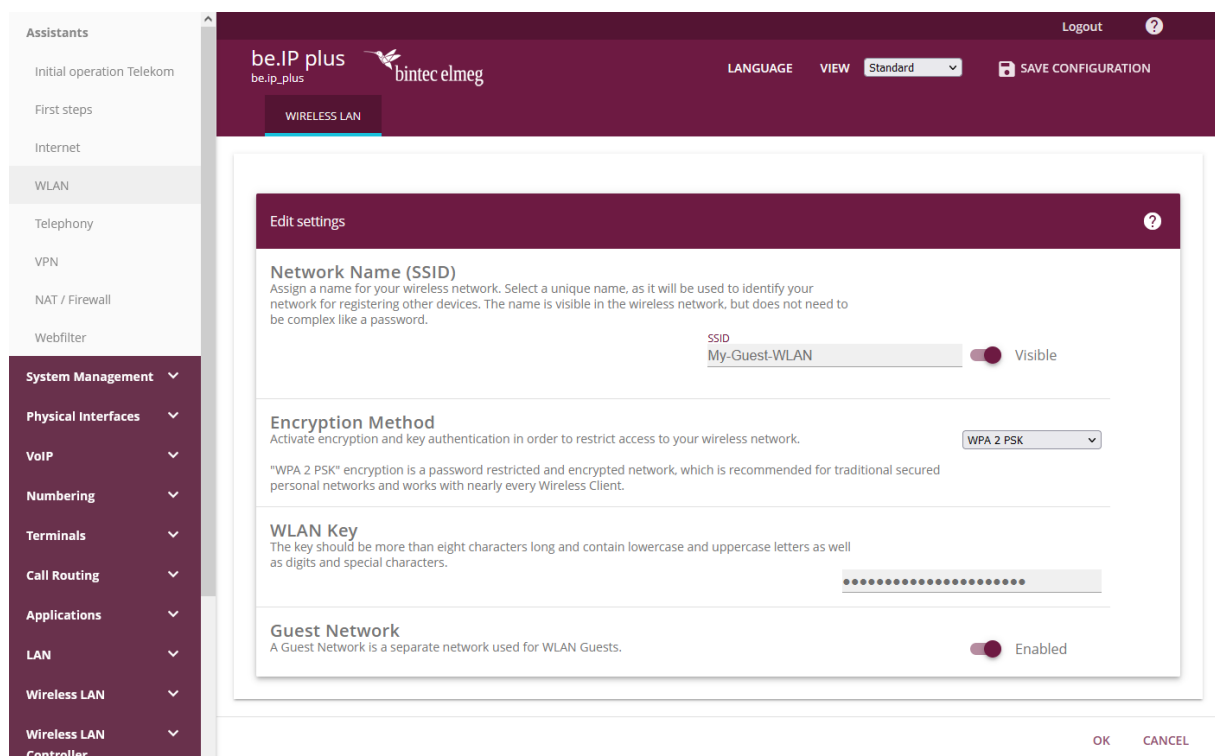 Assistants
Initial operation Telekom
First steps
Internet
WLAN
Telephony
VPN
NAT / Firewall
Webfilter
System Management
Physical Interfaces
VoIP
Numbering
Terminals
Call Routing
Applications
LAN
Wireless LAN
Wireless LAN
Controller
Logout
?
be.IP plus
be.ip_plus
bintec elmeg
LANGUAGE
VIEW
Standard
SAVE CONFIGURATION
WIRELESS LAN
Edit settings
?
Network Name (SSID)
Assign a name for your wireless network. Select a unique name, as it will be used to identify your
network for registering other devices. The name is visible in the wireless network, but does not need to
be complex like a password.
SSID
My-Guest-WLAN
Visible
Encryption Method
Activate encryption and key authentication in order to restrict access to your wireless network.
WPA 2 PSK
"WPA 2 PSK" encryption is a password restricted and encrypted network, which is recommended for traditional secured
personal networks and works with nearly every Wireless Client.
WLAN Key
The key should be more than eight characters long and contain lowercase and uppercase letters as well
as digits and special characters.
••••••••••••••••••••••
Guest Network
A Guest Network is a separate network used for WLAN Guests.
Enabled
OK
CANCEL